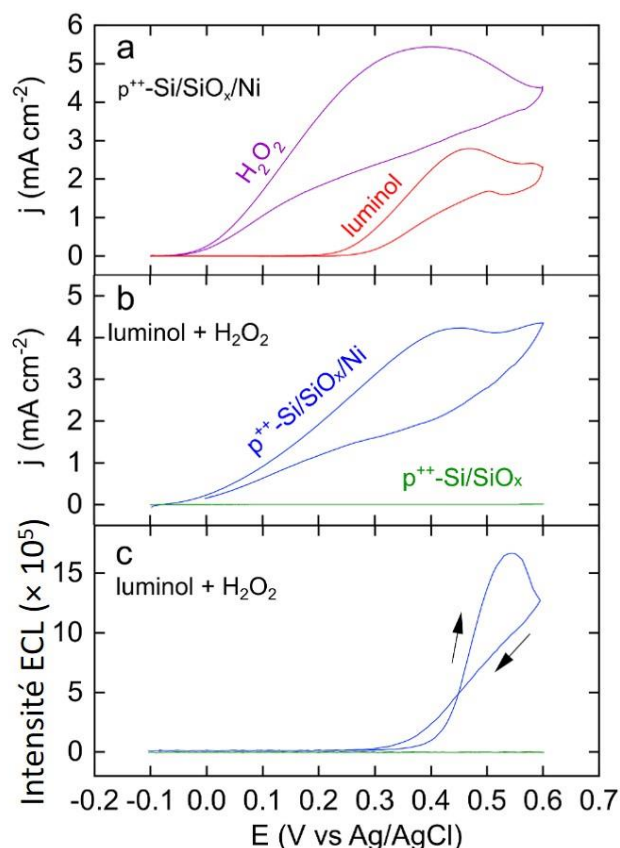 a
p⁺⁺-Si/SiOₓ/Ni
H₂O₂
luminol
j (mA cm⁻²)
6
5
4
3
2
1
0
b
luminol + H₂O₂
p⁺⁺-Si/SiOₓ/Ni
p⁺⁺-Si/SiOₓ
j (mA cm⁻²)
5
4
3
2
1
0
c
luminol + H₂O₂
Intensité ECL (× 10⁵)
15
10
5
0
-0.2 -0.1 0.0 0.1 0.2 0.3 0.4 0.5 0.6 0.7
E (V vs Ag/AgCl)